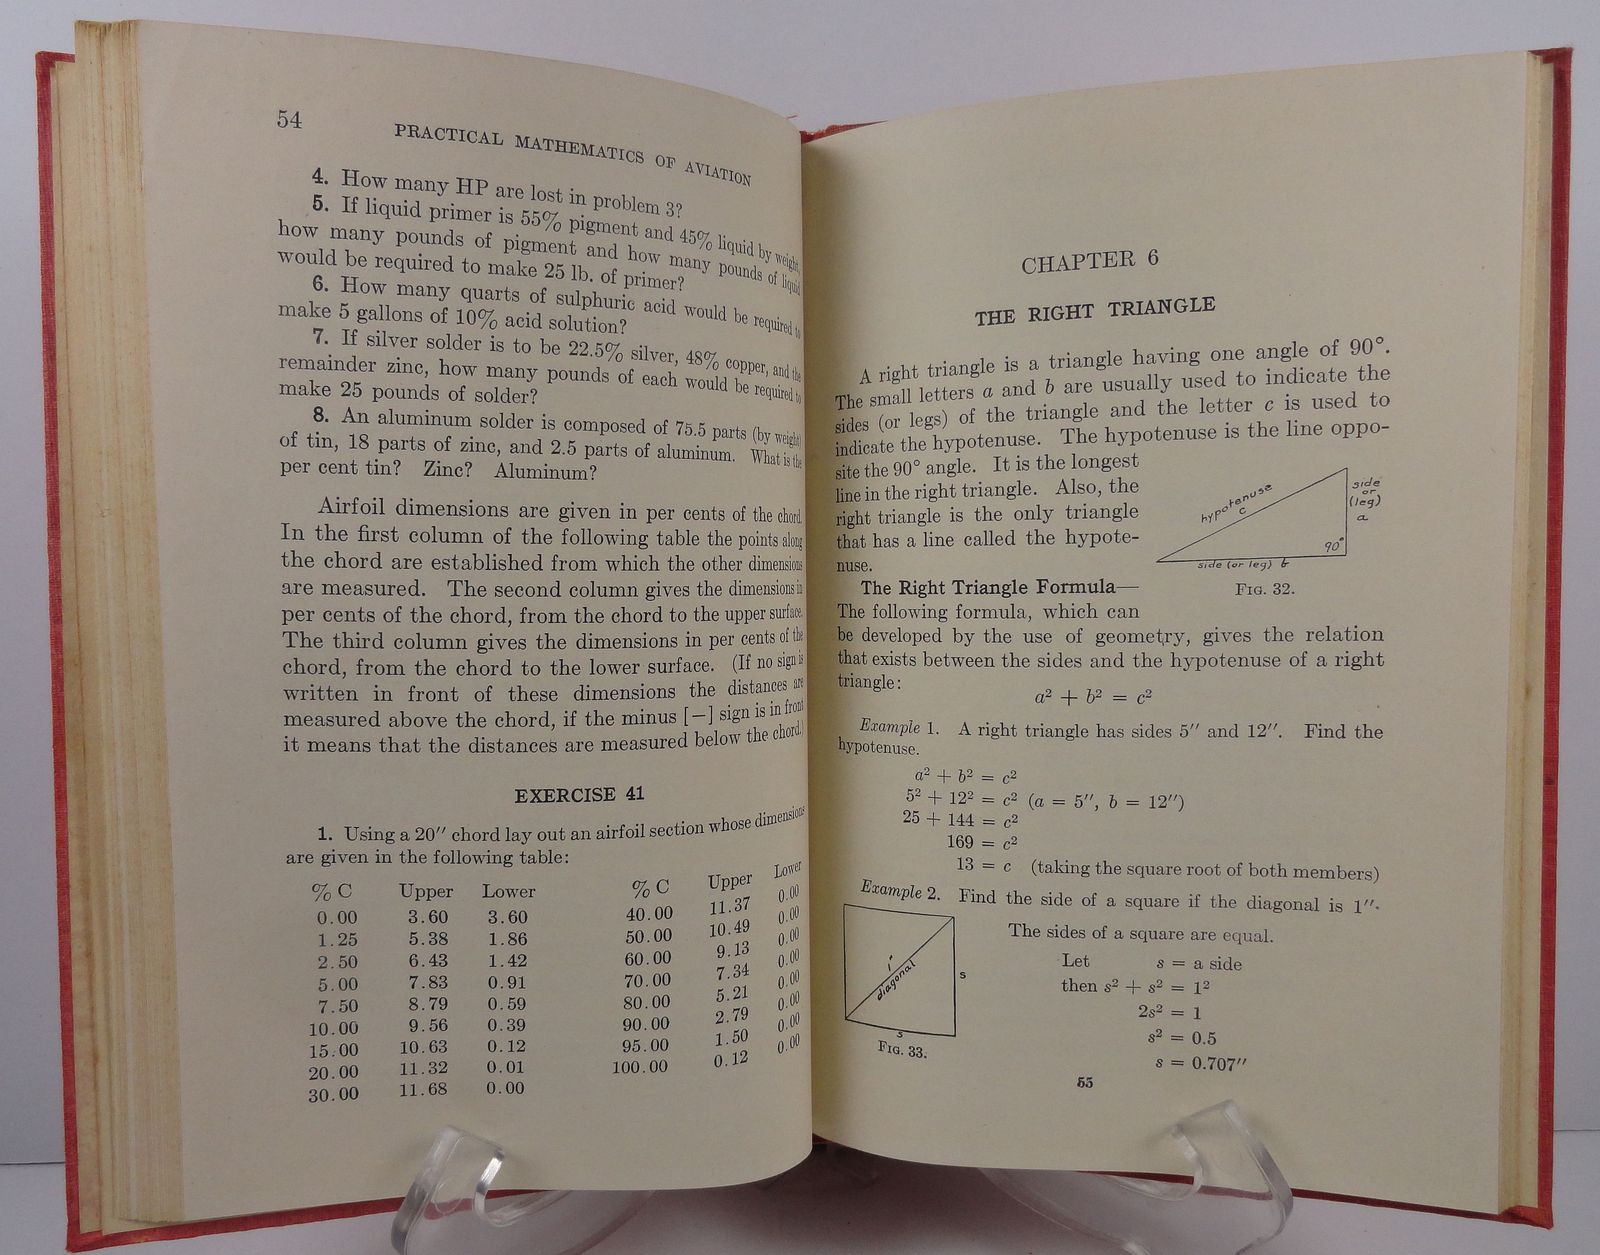 54
PRACTICAL MATHEMATICS OF AVIATION
4. How many HP are lost in problem 3?
5. If liquid primer is 55% pigment and 45% liquid by weight,
how many pounds of pigment and how many pounds of liquid
would be required to make 25 lb. of primer?
6. How many quarts of sulphuric acid would be required to
make 5 gallons of 10% acid solution?
7. If silver solder is to be 22.5% silver, 48% copper, and the
remainder zinc, how many pounds of each would be required to
make 25 pounds of solder?
8. An aluminum solder is composed of 75.5 parts (by weight)
of tin, 18 parts of zinc, and 2.5 parts of aluminum. What is the
per cent tin? Zinc? Aluminum?
Airfoil dimensions are given in per cents of the chord.
In the first column of the following table the points along
the chord are established from which the other dimensions
are measured. The second column gives the dimensions in
per cents of the chord, from the chord to the upper surface.
The third column gives the dimensions in per cents of the
chord, from the chord to the lower surface. (If no sign is
written in front of these dimensions the distances are
measured above the chord, if the minus [−] sign is in front
it means that the distances are measured below the chord.)
EXERCISE 41
1. Using a 20″ chord lay out an airfoil section whose dimensions
are given in the following table:
% C Upper Lower % C Upper Lower
0.00 3.60 3.60 40.00 11.37 0.00
1.25 5.38 1.86 50.00 10.49 0.00
2.50 6.43 1.42 60.00 9.13 0.00
5.00 7.83 0.91 70.00 7.34 0.00
7.50 8.79 0.59 80.00 5.21 0.00
10.00 9.56 0.39 90.00 2.79 0.00
15.00 10.63 0.12 95.00 1.50 0.00
20.00 11.32 0.01 100.00 0.12 0.00
30.00 11.68 0.00
CHAPTER 6
THE RIGHT TRIANGLE
A right triangle is a triangle having one angle of 90°.
The small letters a and b are usually used to indicate the
sides (or legs) of the triangle and the letter c is used to
indicate the hypotenuse. The hypotenuse is the line oppo-
site the 90° angle. It is the longest
line in the right triangle. Also, the
right triangle is the only triangle
that has a line called the hypote-
nuse.
hypotenuse
c
side
or
(leg)
a
90°
side (or leg) b
FIG. 32.
The Right Triangle Formula—
The following formula, which can
be developed by the use of geometry, gives the relation
that exists between the sides and the hypotenuse of a right
triangle:
a² + b² = c²
Example 1. A right triangle has sides 5″ and 12″. Find the
hypotenuse.
a² + b² = c²
5² + 12² = c² (a = 5″, b = 12″)
25 + 144 = c²
169 = c²
13 = c (taking the square root of both members)
Example 2. Find the side of a square if the diagonal is 1″.
1″
diagonal
s
s
FIG. 33.
The sides of a square are equal.
Let s = a side
then s² + s² = 1²
2s² = 1
s² = 0.5
s = 0.707″
55